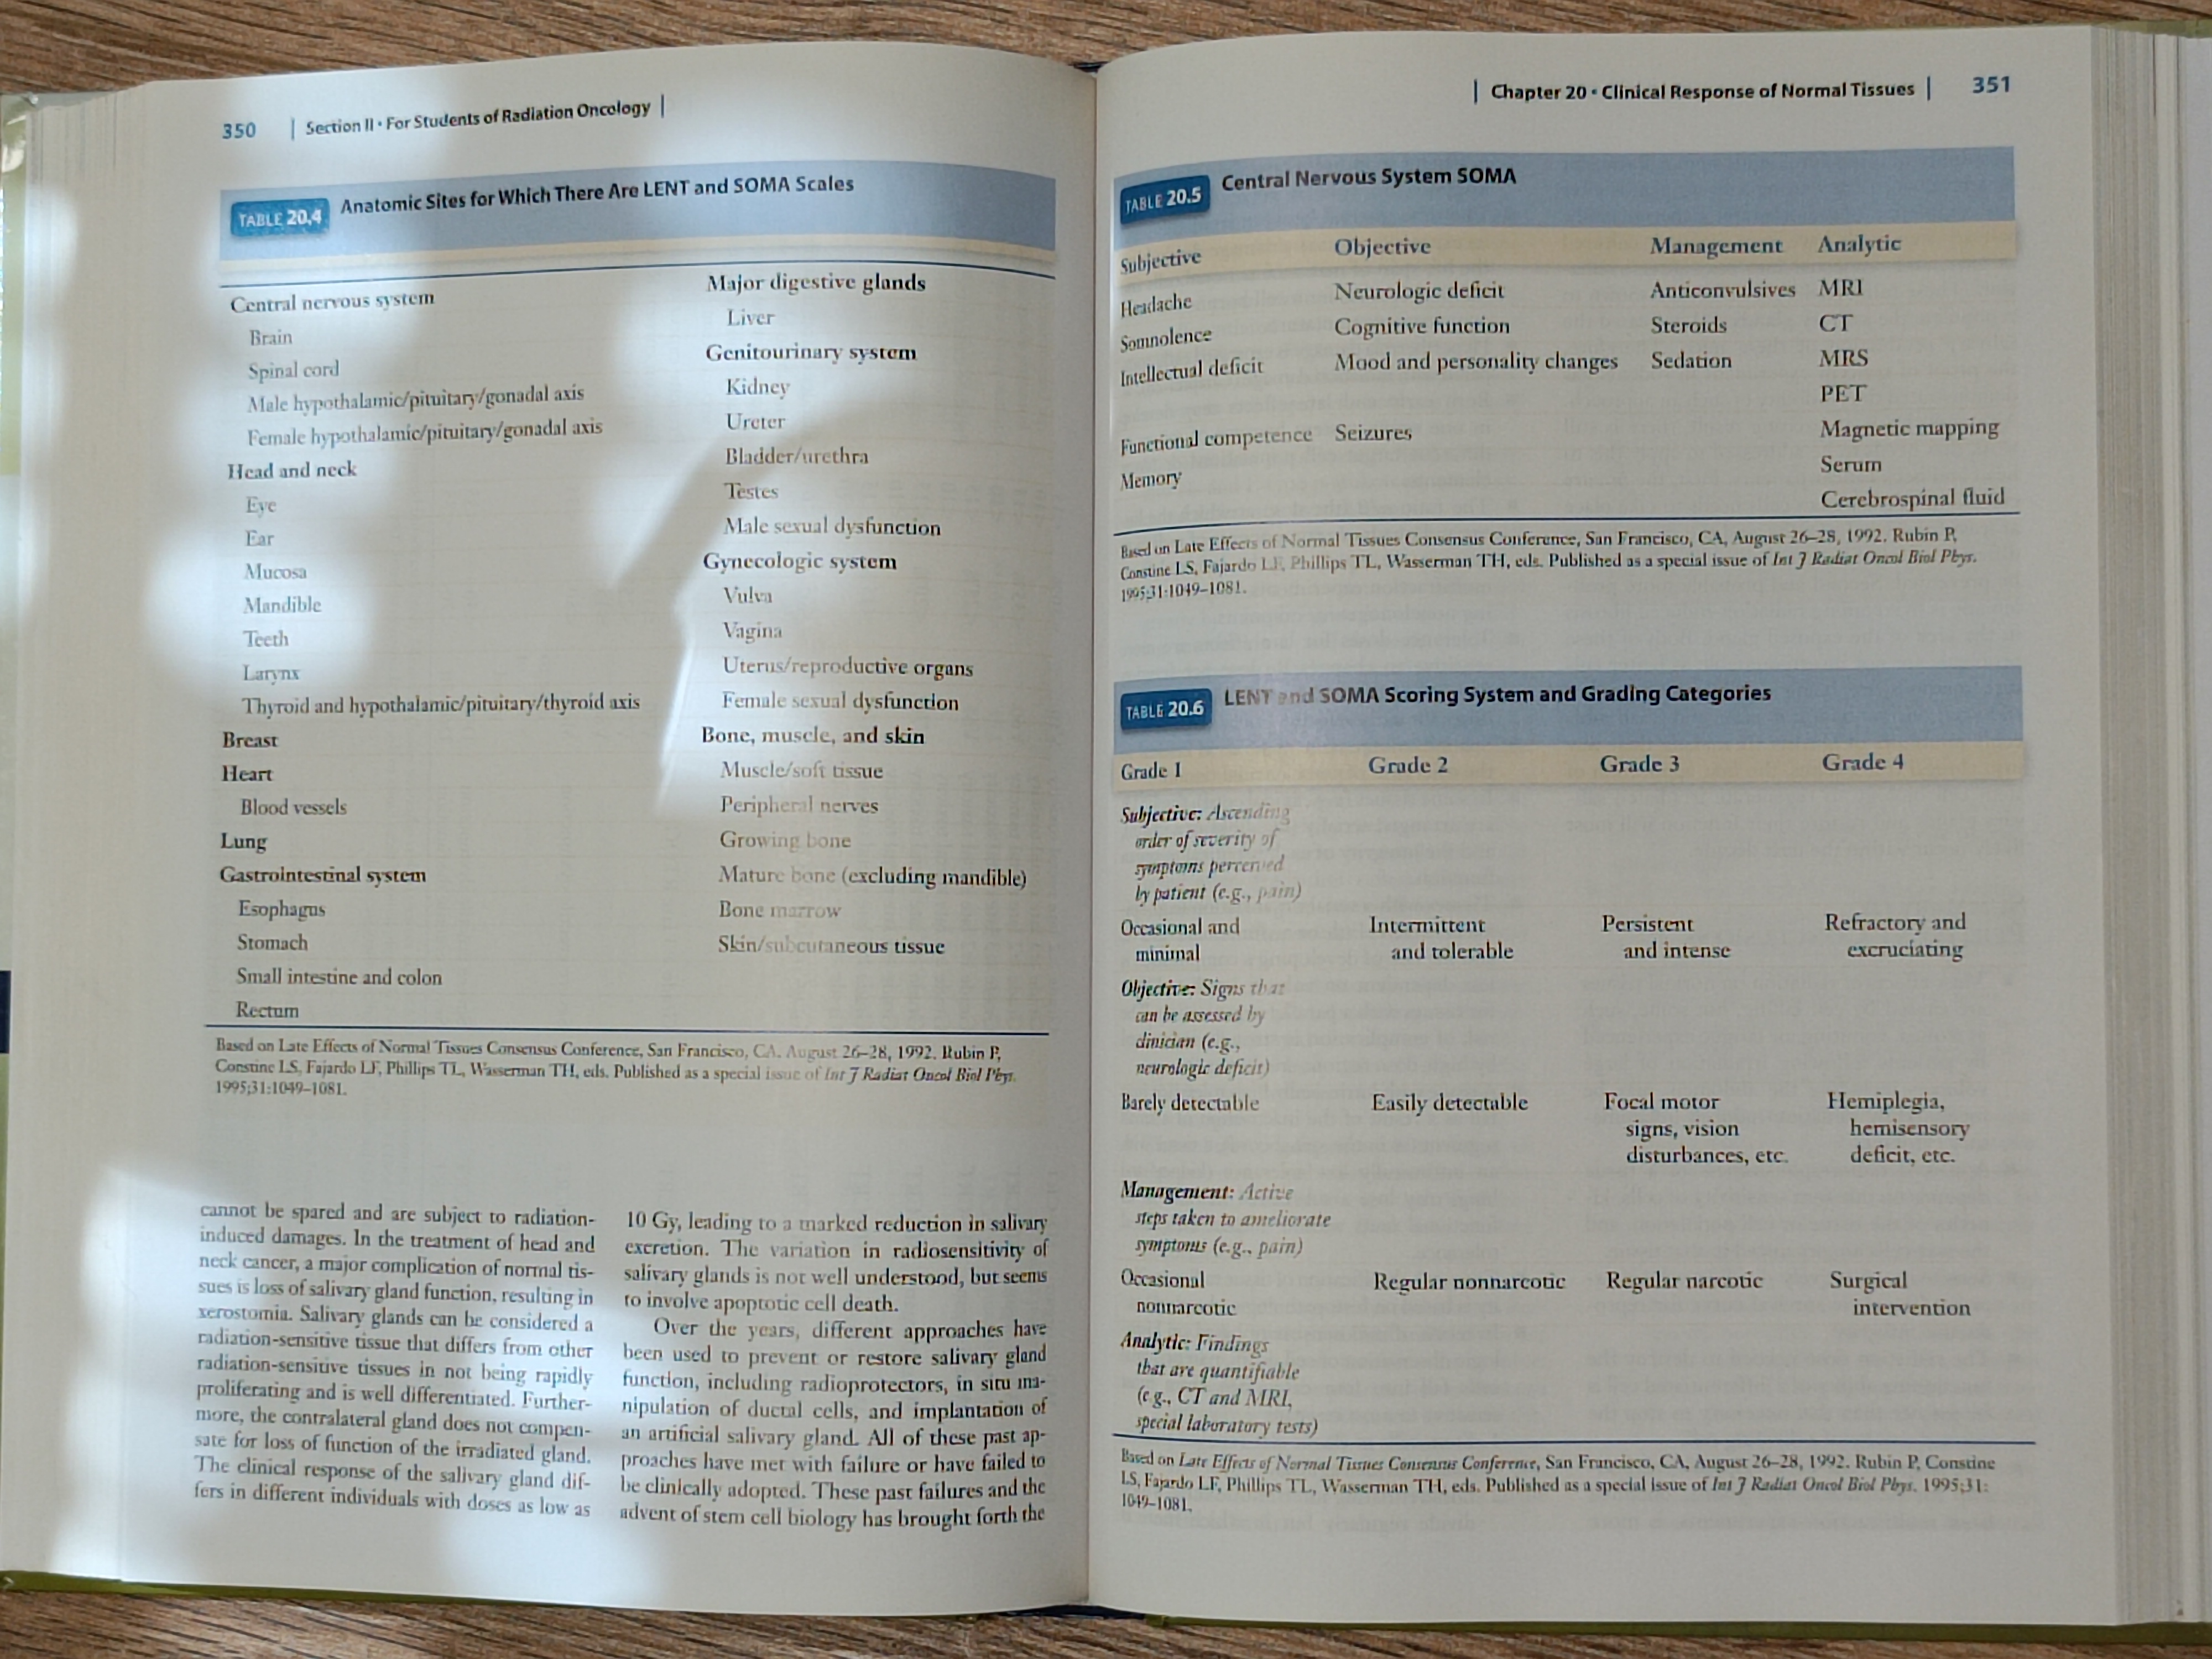 350 | Section II · For Students of Radiation Oncology |
TABLE 20.4 Anatomic Sites for Which There Are LENT and SOMA Scales
Central nervous system
Brain
Spinal cord
Male hypothalamic/pituitary/gonadal axis
Female hypothalamic/pituitary/gonadal axis
Head and neck
Eye
Ear
Mucosa
Mandible
Teeth
Larynx
Thyroid and hypothalamic/pituitary/thyroid axis
Breast
Heart
Blood vessels
Lung
Gastrointestinal system
Esophagus
Stomach
Small intestine and colon
Rectum
Major digestive glands
Liver
Genitourinary system
Kidney
Ureter
Bladder/urethra
Testes
Male sexual dysfunction
Gynecologic system
Vulva
Vagina
Uterus/reproductive organs
Female sexual dysfunction
Bone, muscle, and skin
Muscle/soft tissue
Peripheral nerves
Growing bone
Mature bone (excluding mandible)
Bone marrow
Skin/subcutaneous tissue
Based on Late Effects of Normal Tissues Consensus Conference, San Francisco, CA, August 26–28, 1992. Rubin P,
Constine LS, Fajardo LF, Phillips TL, Wasserman TH, eds. Published as a special issue of Int J Radiat Oncol Biol Phys.
1995;31:1049–1081.
cannot be spared and are subject to radiation-
induced damages. In the treatment of head and
neck cancer, a major complication of normal tis-
sues is loss of salivary gland function, resulting in
xerostomia. Salivary glands can be considered a
radiation-sensitive tissue that differs from other
radiation-sensitive tissues in not being rapidly
proliferating and is well differentiated. Further-
more, the contralateral gland does not compen-
sate for loss of function of the irradiated gland.
The clinical response of the salivary gland dif-
fers in different individuals with doses as low as
10 Gy, leading to a marked reduction in salivary
excretion. The variation in radiosensitivity of
salivary glands is not well understood, but seems
to involve apoptotic cell death.
Over the years, different approaches have
been used to prevent or restore salivary gland
function, including radioprotectors, in situ ma-
nipulation of ductal cells, and implantation of
an artificial salivary gland. All of these past ap-
proaches have met with failure or have failed to
be clinically adopted. These past failures and the
advent of stem cell biology has brought forth the
| Chapter 20 · Clinical Response of Normal Tissues | 351
TABLE 20.5 Central Nervous System SOMA
Subjective Objective Management Analytic
Headache Neurologic deficit Anticonvulsives MRI
Somnolence Cognitive function Steroids CT
Intellectual deficit Mood and personality changes Sedation MRS
PET
Functional competence Seizures Magnetic mapping
Memory Serum
Cerebrospinal fluid
Based on Late Effects of Normal Tissues Consensus Conference, San Francisco, CA, August 26–28, 1992. Rubin P,
Constine LS, Fajardo LF, Phillips TL, Wasserman TH, eds. Published as a special issue of Int J Radiat Oncol Biol Phys.
1995;31:1049–1081.
TABLE 20.6 LENT and SOMA Scoring System and Grading Categories
Grade 1 Grade 2 Grade 3 Grade 4
Subjective: Ascending
order of severity of
symptoms perceived
by patient (e.g., pain)
Occasional and Intermittent Persistent Refractory and
minimal and tolerable and intense excruciating
Objective: Signs that
can be assessed by
clinician (e.g.,
neurologic deficit)
Barely detectable Easily detectable Focal motor Hemiplegia,
signs, vision hemisensory
disturbances, etc. deficit, etc.
Management: Active
steps taken to ameliorate
symptoms (e.g., pain)
Occasional Regular nonnarcotic Regular narcotic Surgical
nonnarcotic intervention
Analytic: Findings
that are quantifiable
(e.g., CT and MRI,
special laboratory tests)
Based on Late Effects of Normal Tissues Consensus Conference, San Francisco, CA, August 26–28, 1992. Rubin P, Constine
LS, Fajardo LF, Phillips TL, Wasserman TH, eds. Published as a special issue of Int J Radiat Oncol Biol Phys. 1995;31:
1049–1081.